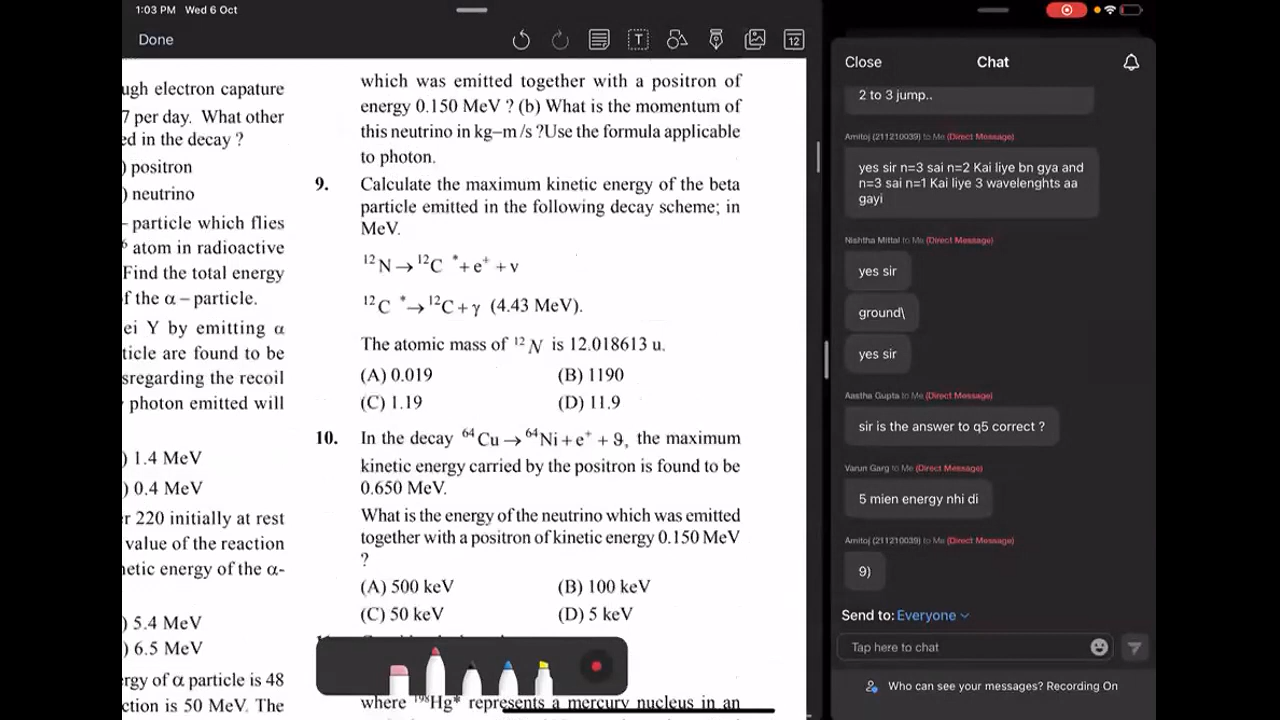 1:03 PM Wed 6 Oct
Done
12
ugh electron capature
7 per day. What other
ed in the decay ?
) positron
) neutrino
- particle which flies
6 atom in radioactive
Find the total energy
f the α – particle.
ei Y by emitting α
ticle are found to be
sregarding the recoil
photon emitted will
) 1.4 MeV
) 0.4 MeV
r 220 initially at rest
value of the reaction
netic energy of the α-
) 5.4 MeV
) 6.5 MeV
rgy of α particle is 48
ction is 50 MeV. The
which was emitted together with a positron of
energy 0.150 MeV ? (b) What is the momentum of
this neutrino in kg–m /s ?Use the formula applicable
to photon.
9. Calculate the maximum kinetic energy of the beta
particle emitted in the following decay scheme; in
MeV.
¹²N → ¹²C * + e⁺ + ν
¹²C * → ¹²C + γ (4.43 MeV).
The atomic mass of ¹²N is 12.018613 u.
(A) 0.019 (B) 1190
(C) 1.19 (D) 11.9
10. In the decay ⁶⁴Cu → ⁶⁴Ni + e⁺ + 9, the maximum
kinetic energy carried by the positron is found to be
0.650 MeV.
What is the energy of the neutrino which was emitted
together with a positron of kinetic energy 0.150 MeV
?
(A) 500 keV (B) 100 keV
(C) 50 keV (D) 5 keV
where ¹⁹⁸Hg* represents a mercury nucleus in an
Close
Chat
2 to 3 jump..
Amitoj (211210039) to Me (Direct Message)
yes sir n=3 sai n=2 Kai liye bn gya and
n=3 sai n=1 Kai liye 3 wavelenghts aa
gayi
Nishtha Mittal to Me (Direct Message)
yes sir
ground\
yes sir
Aastha Gupta to Me (Direct Message)
sir is the answer to q5 correct ?
Varun Garg to Me (Direct Message)
5 mien energy nhi di
Amitoj (211210039) to Me (Direct Message)
9)
Send to: Everyone
Tap here to chat
Who can see your messages? Recording On